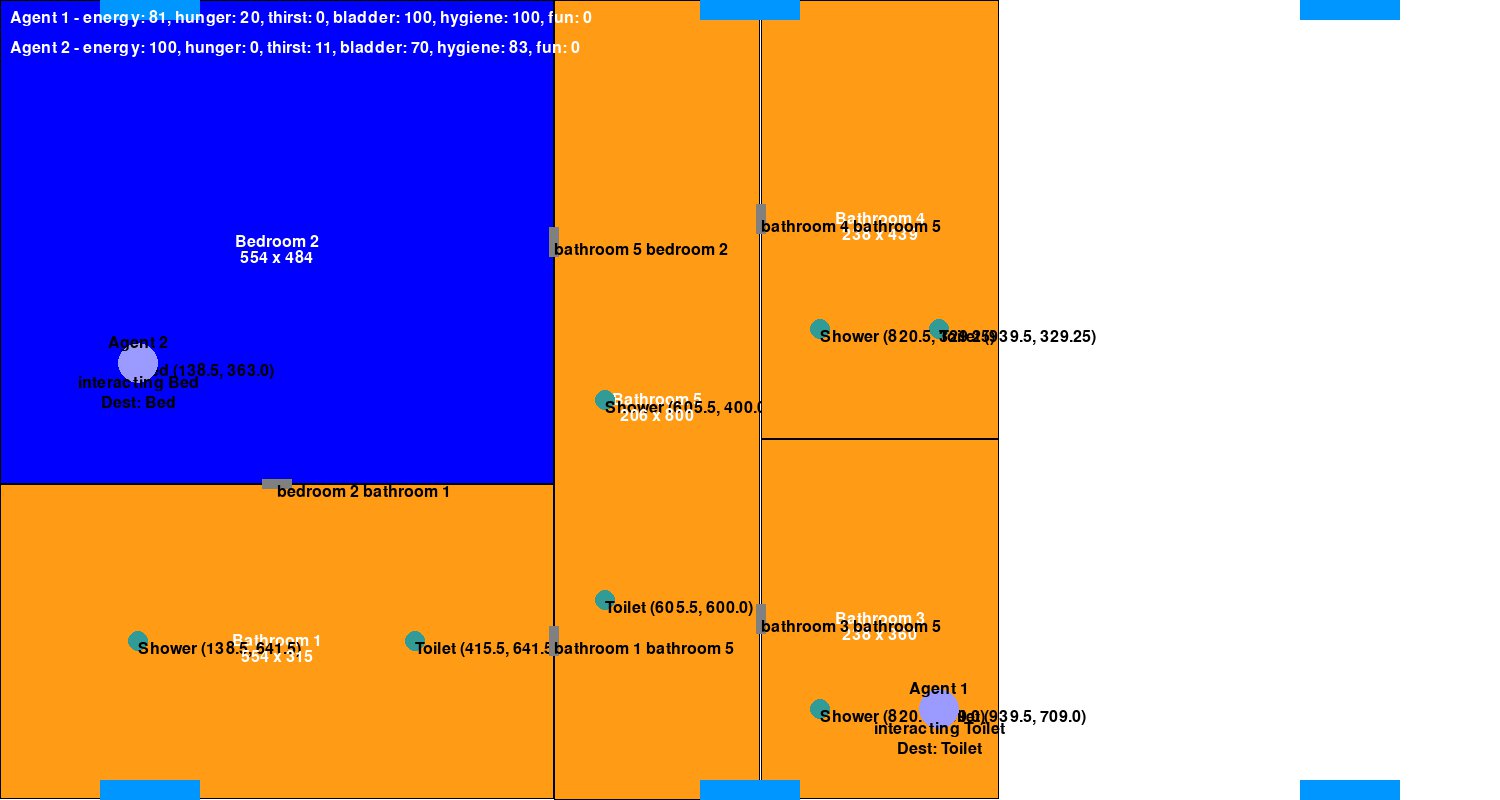 Agent 1 - energy: 81, hunger: 20, thirst: 0, bladder: 100, hygiene: 100, fun: 0
Agent 2 - energy: 100, hunger: 0, thirst: 11, bladder: 70, hygiene: 83, fun: 0
Bathroom 4
238 x 439
bathroom 4 bathroom 5
Bedroom 2
554 x 484
bathroom 5 bedroom 2
Shower (820.5, 329.25)
Toilet (939.5, 329.25)
Agent 2
(138.5, 363.0)
interacting Bed
Dest: Bed
Bathroom 5
206 x 800
Shower (605.5, 400.0
bedroom 2 bathroom 1
Toilet (605.5, 600.0)
Bathroom 3
238 x 360
bathroom 3 bathroom 5
Bathroom 1
554 x 315
Shower (138.5, 641.5)
Toilet (415.5, 641.5
bathroom 1 bathroom 5
Agent 1
Shower (820.
(939.5, 709.0)
interacting Toilet
Dest: Toilet